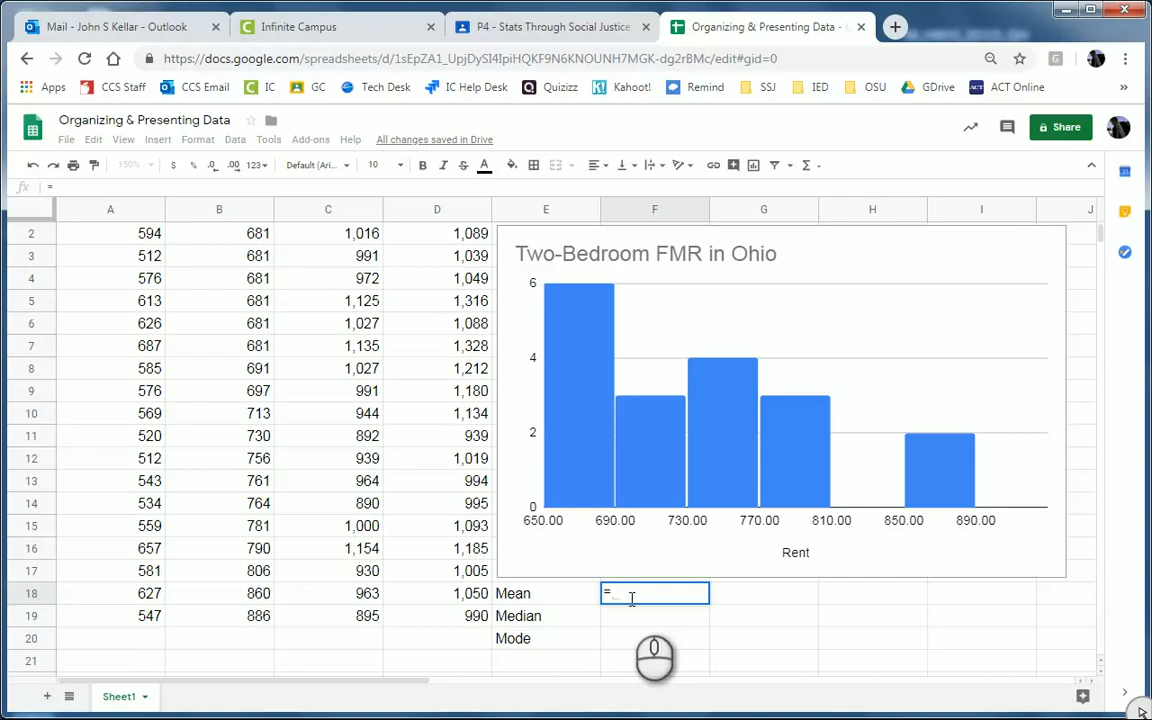 Mail - John S Kellar - Outlook
Infinite Campus
P4 - Stats Through Social Justice
Organizing & Presenting Data -
https://docs.google.com/spreadsheets/d/1sEpZA1_UpjDySI4IpiHQKF9N6KNOUNH7MGK-dg2rBMc/edit#gid=0
Apps CCS Staff CCS Email IC GC Tech Desk IC Help Desk Quizizz Kahoot! Remind SSJ IED OSU GDrive ACT Online
Organizing & Presenting Data
Share
File Edit View Insert Format Data Tools Add-ons Help All changes saved in Drive
150% $ % .0 .00 123 Default (Ari... 10 B I S A
fx =
A B C D E F G H I J
2 594 681 1,016 1,089
3 512 681 991 1,039
4 576 681 972 1,049
5 613 681 1,125 1,316
6 626 681 1,027 1,088
7 687 681 1,135 1,328
8 585 691 1,027 1,212
9 576 697 991 1,180
10 569 713 944 1,134
11 520 730 892 939
12 512 756 939 1,019
13 543 761 964 994
14 534 764 890 995
15 559 781 1,000 1,093
16 657 790 1,154 1,185
17 581 806 930 1,005
18 627 860 963 1,050 Mean =
19 547 886 895 990 Median
20 Mode
21
Two-Bedroom FMR in Ohio
6
4
2
0
650.00 690.00 730.00 770.00 810.00 850.00 890.00
Rent
Sheet1